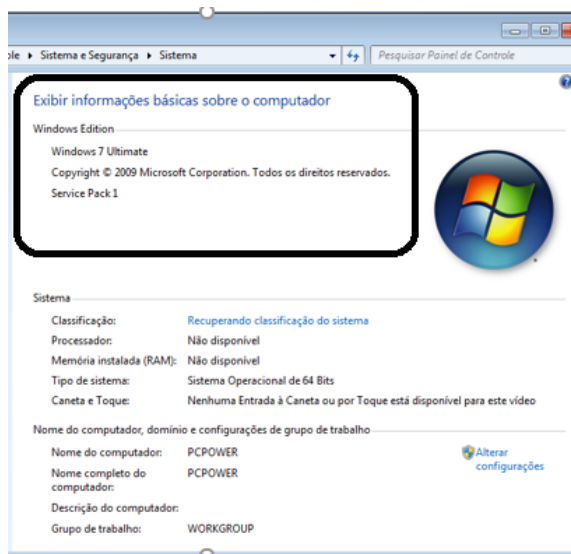 ole ▸ Sistema e Segurança ▸ Sistema
Pesquisar Painel de Controle
Exibir informações básicas sobre o computador
Windows Edition
Windows 7 Ultimate
Copyright © 2009 Microsoft Corporation. Todos os direitos reservados.
Service Pack 1
Sistema
Classificação: Recuperando classificação do sistema
Processador: Não disponível
Memória instalada (RAM): Não disponível
Tipo de sistema: Sistema Operacional de 64 Bits
Caneta e Toque: Nenhuma Entrada à Caneta ou por Toque está disponível para este vídeo
Nome do computador, domínio e configurações de grupo de trabalho
Nome do computador: PCPOWER
Alterar
configurações
Nome completo do
computador:
PCPOWER
Descrição do computador:
Grupo de trabalho: WORKGROUP